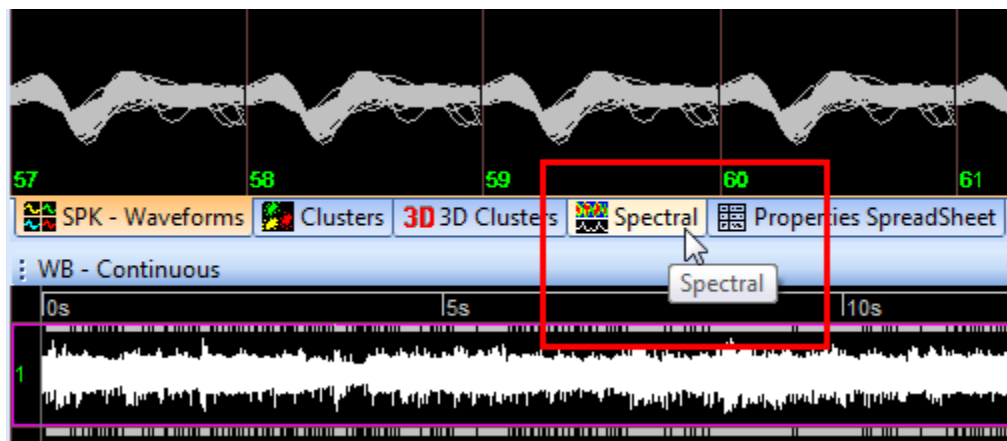 57 58 59 60 61
SPK - Waveforms Clusters 3D 3D Clusters Spectral Properties SpreadSheet
WB - Continuous
Spectral
0s 5s 10s
1